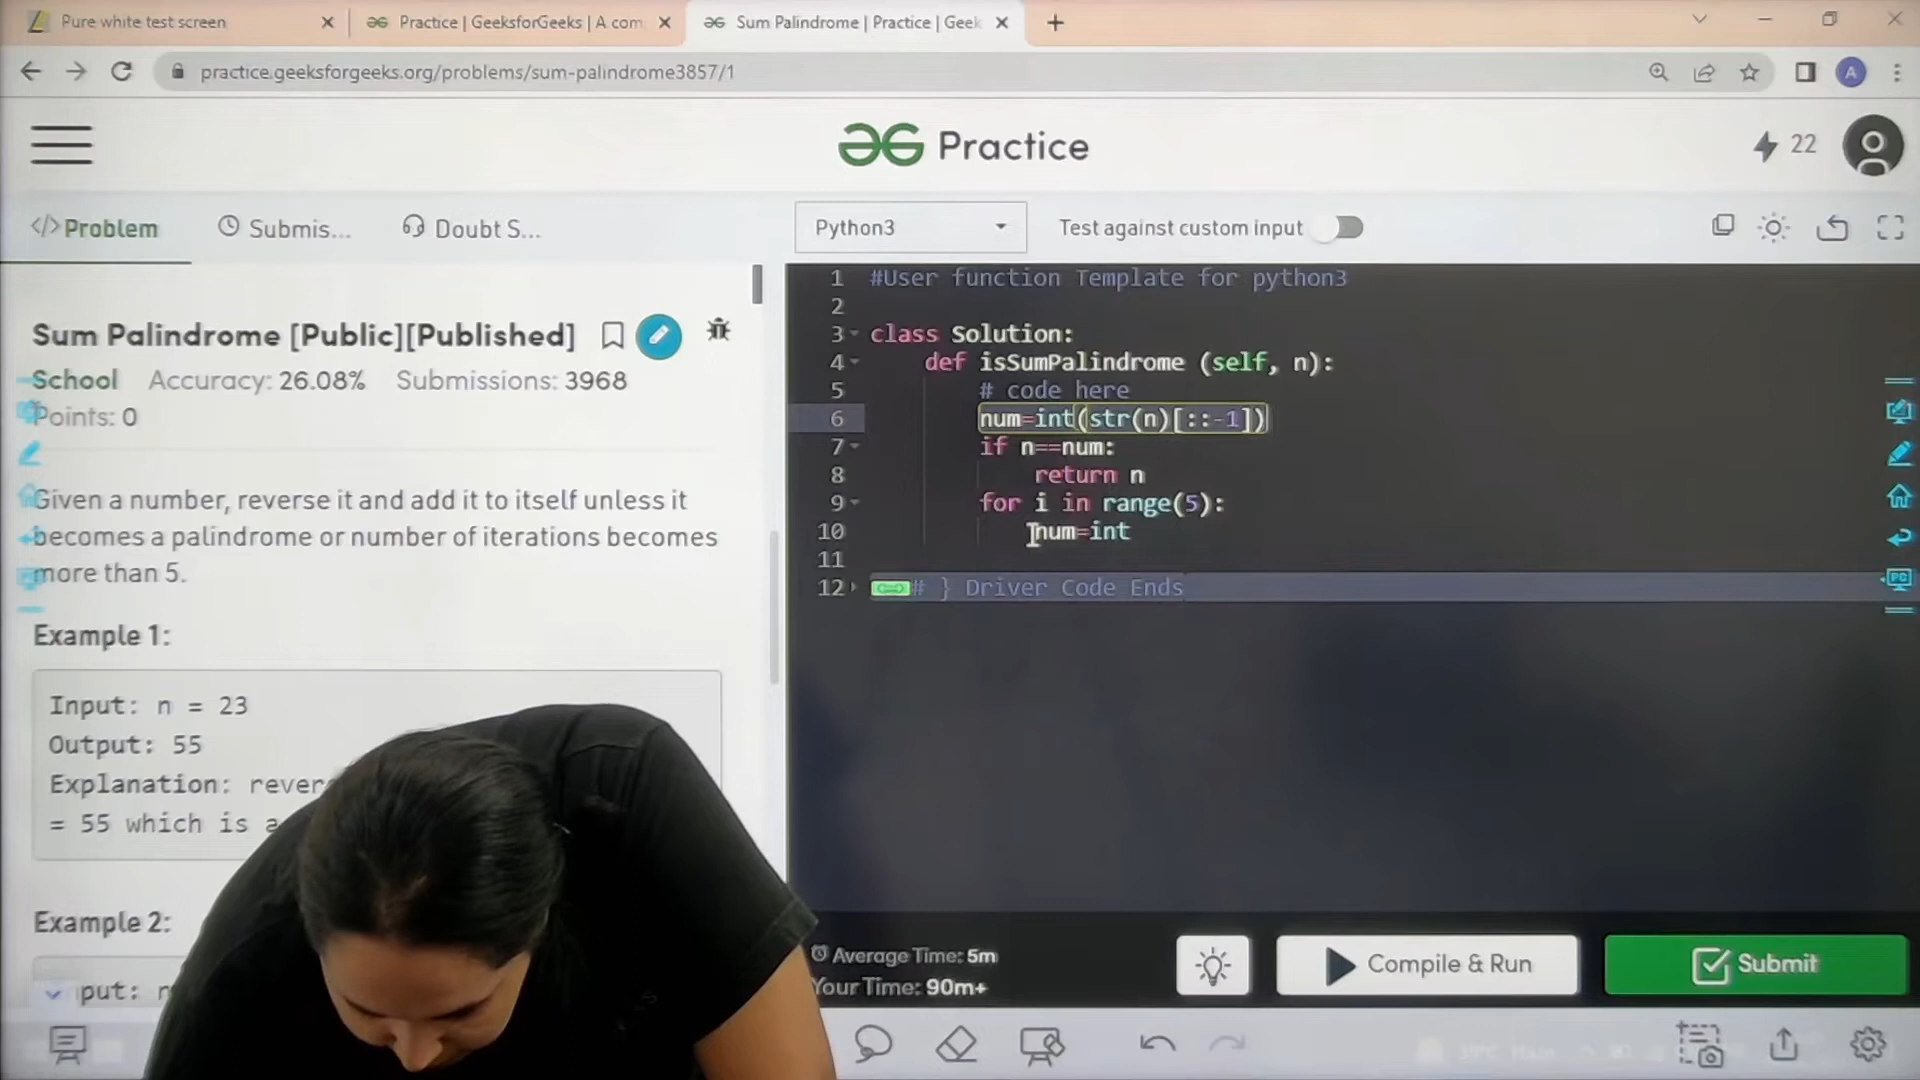 Pure white test screen
Practice | GeeksforGeeks | A com
Sum Palindrome | Practice | Geek
practice.geeksforgeeks.org/problems/sum-palindrome3857/1
A
Practice
22
</> Problem
Submis...
Doubt S...
Python3
Test against custom input
Sum Palindrome [Public][Published]
School Accuracy: 26.08% Submissions: 3968
Points: 0
Given a number, reverse it and add it to itself unless it
becomes a palindrome or number of iterations becomes
more than 5.
Example 1:
Input: n = 23
Output: 55
Explanation: rever
= 55 which is a
Example 2:
put: n
1 #User function Template for python3
2
3 class Solution:
4 def isSumPalindrome (self, n):
5 # code here
6 num=int(str(n)[::-1])
7 if n==num:
8 return n
9 for i in range(5):
10 num=int
11
12 # } Driver Code Ends
PC
Average Time: 5m
Your Time: 90m+
Compile & Run
Submit